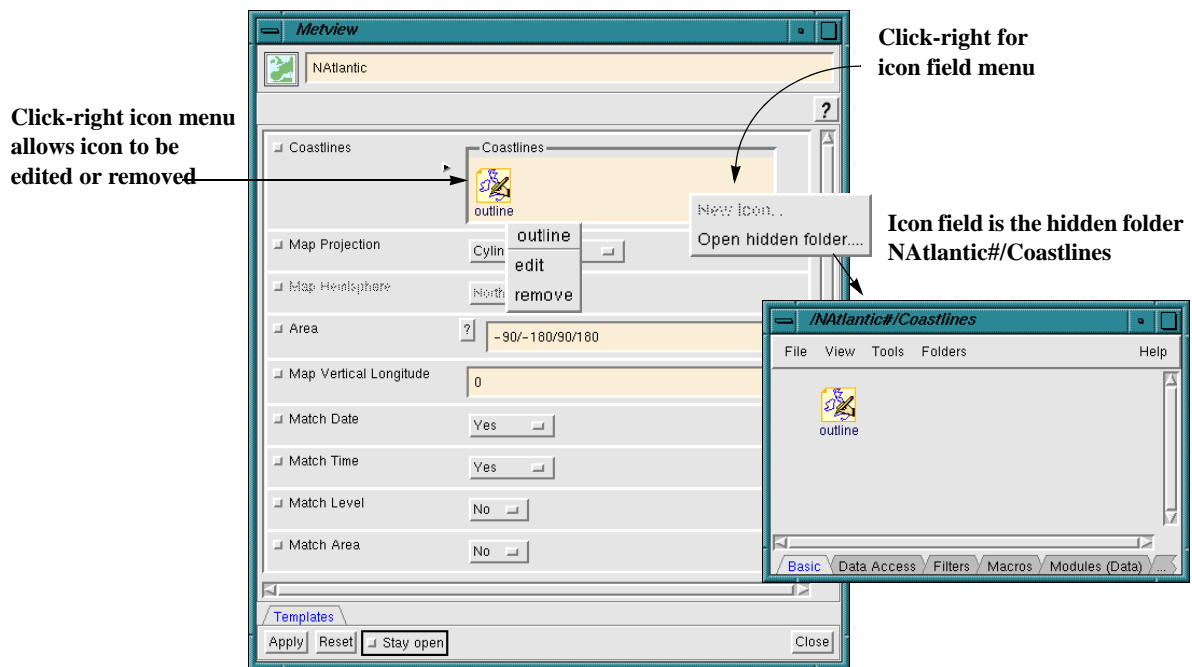 Metview
NAtlantic
?
Click-right for
icon field menu
Click-right icon menu
allows icon to be
edited or removed
Coastlines
Coastlines
outline
New Icon. .
Open hidden folder....
Icon field is the hidden folder
NAtlantic#/Coastlines
outline
edit
remove
Map Projection
Cylin
Map Hemisphere
North
Area
?
-90/-180/90/180
Map Vertical Longitude
0
Match Date
Yes
Match Time
Yes
Match Level
No
Match Area
No
/NAtlantic#/Coastlines
File View Tools Folders Help
outline
Basic Data Access Filters Macros Modules (Data) ...
Templates
Apply Reset Stay open Close